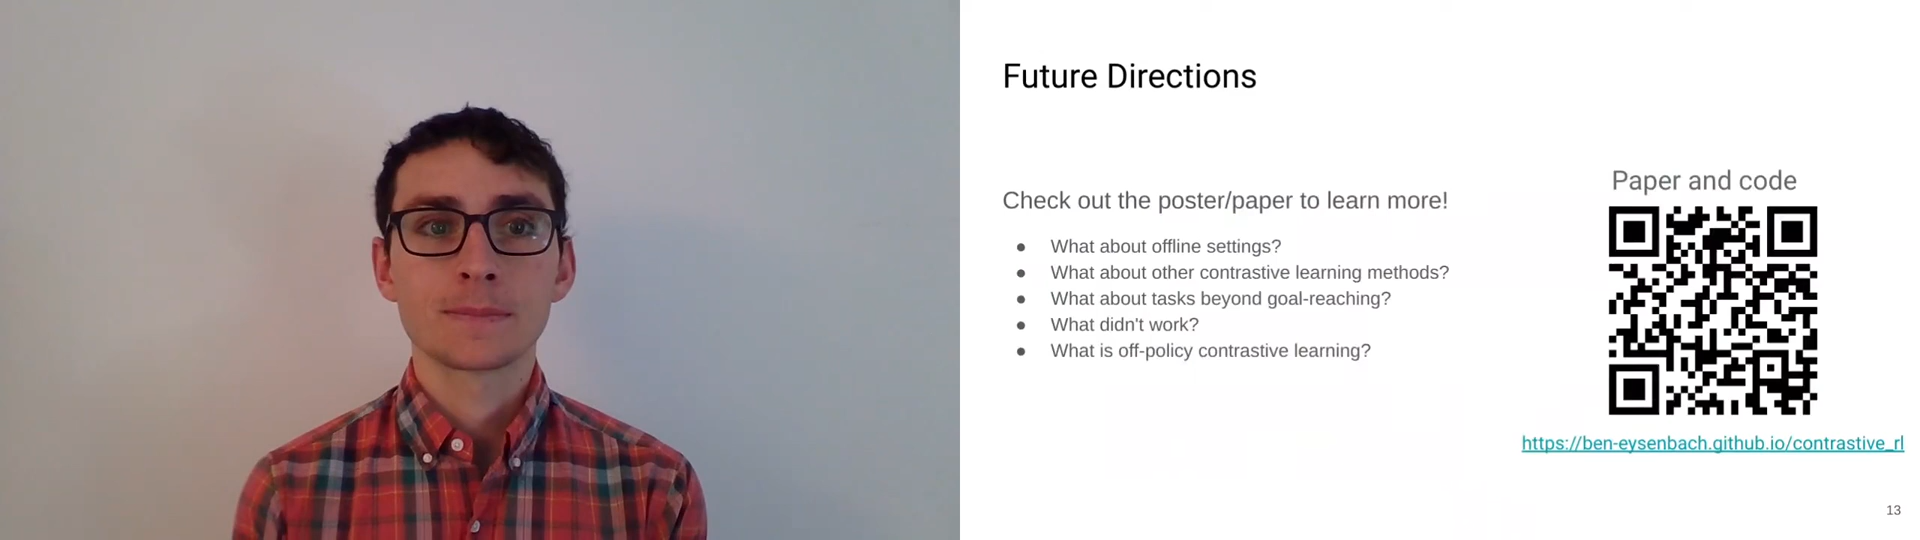 Future Directions
Check out the poster/paper to learn more!
● What about offline settings?
● What about other contrastive learning methods?
● What about tasks beyond goal-reaching?
● What didn't work?
● What is off-policy contrastive learning?
Paper and code
https://ben-eysenbach.github.io/contrastive_rl
13